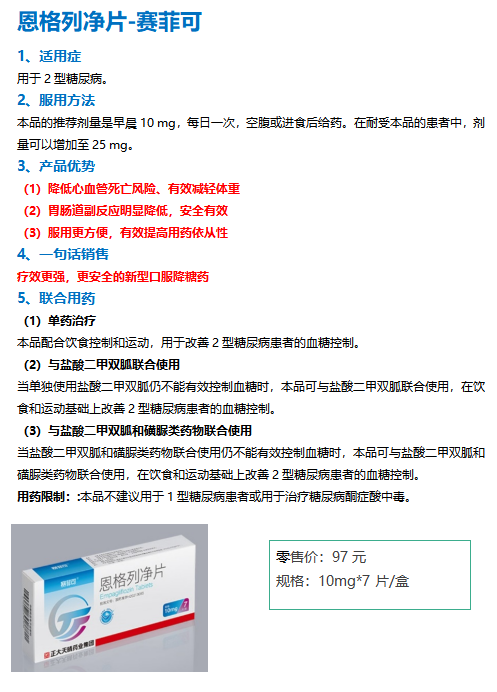 恩格列净片-赛菲可
1、适用症
用于 2 型糖尿病。
2、服用方法
本品的推荐剂量是早晨 10 mg，每日一次，空腹或进食后给药。在耐受本品的患者中，剂
量可以增加至 25 mg。
3、产品优势
（1）降低心血管死亡风险、有效减轻体重
（2）胃肠道副反应明显降低，安全有效
（3）服用更方便，有效提高用药依从性
4、一句话销售
疗效更强，更安全的新型口服降糖药
5、联合用药
（1）单药治疗
本品配合饮食控制和运动，用于改善 2 型糖尿病患者的血糖控制。
（2）与盐酸二甲双胍联合使用
当单独使用盐酸二甲双胍仍不能有效控制血糖时，本品可与盐酸二甲双胍联合使用，在饮
食和运动基础上改善 2 型糖尿病患者的血糖控制。
（3）与盐酸二甲双胍和磺脲类药物联合使用
当盐酸二甲双胍和磺脲类药物联合使用仍不能有效控制血糖时，本品可与盐酸二甲双胍和
磺脲类药物联合使用，在饮食和运动基础上改善 2 型糖尿病患者的血糖控制。
用药限制：:本品不建议用于 1 型糖尿病患者或用于治疗糖尿病酮症酸中毒。
恩格列净片
Empagliflozin Tablets
10mg
7
正大天晴药业集团
零售价：97 元
规格：10mg*7 片/盒